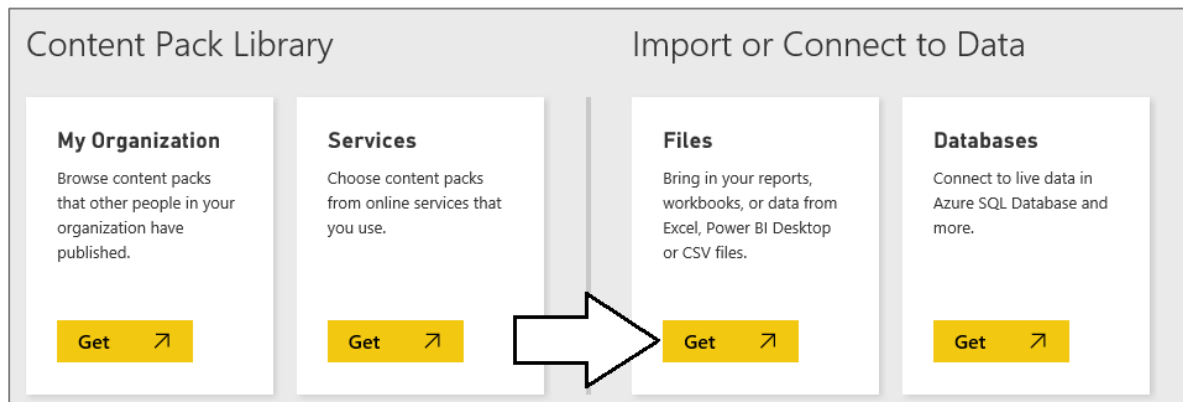 Content Pack Library
Import or Connect to Data
My Organization
Browse content packs
that other people in your
organization have
published.
Get
Services
Choose content packs
from online services that
you use.
Get
Files
Bring in your reports,
workbooks, or data from
Excel, Power BI Desktop
or CSV files.
Get
Databases
Connect to live data in
Azure SQL Database and
more.
Get